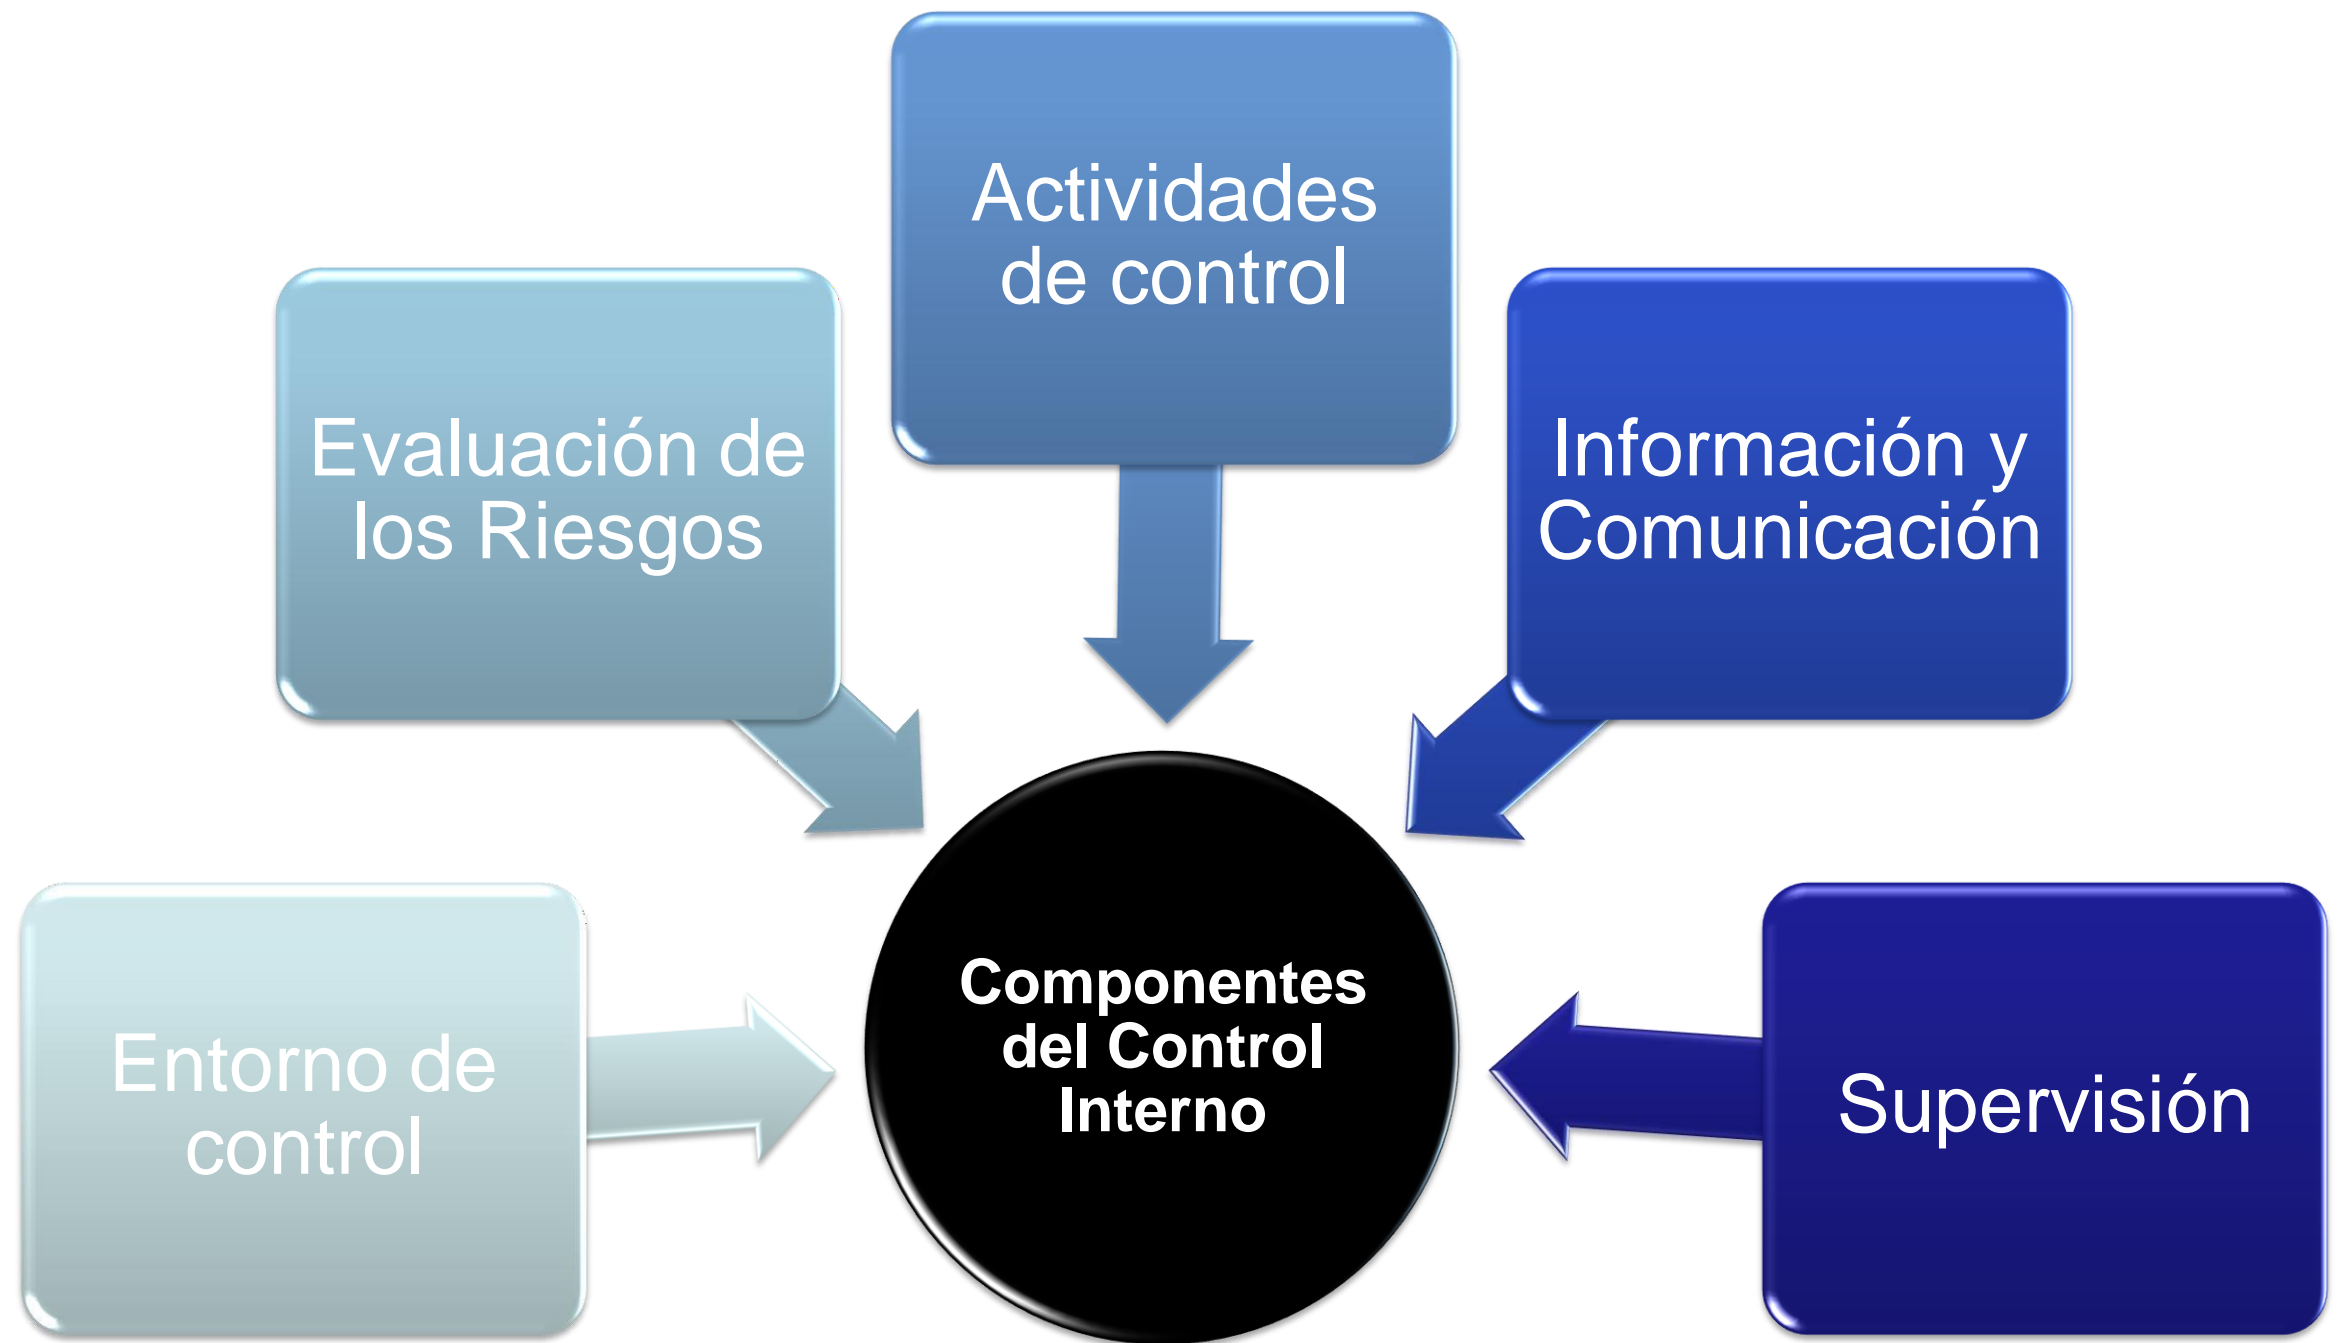 Actividades
de control
Evaluación de
los Riesgos
Información y
Comunicación
Componentes
del Control
Interno
Entorno de
control
Supervisión